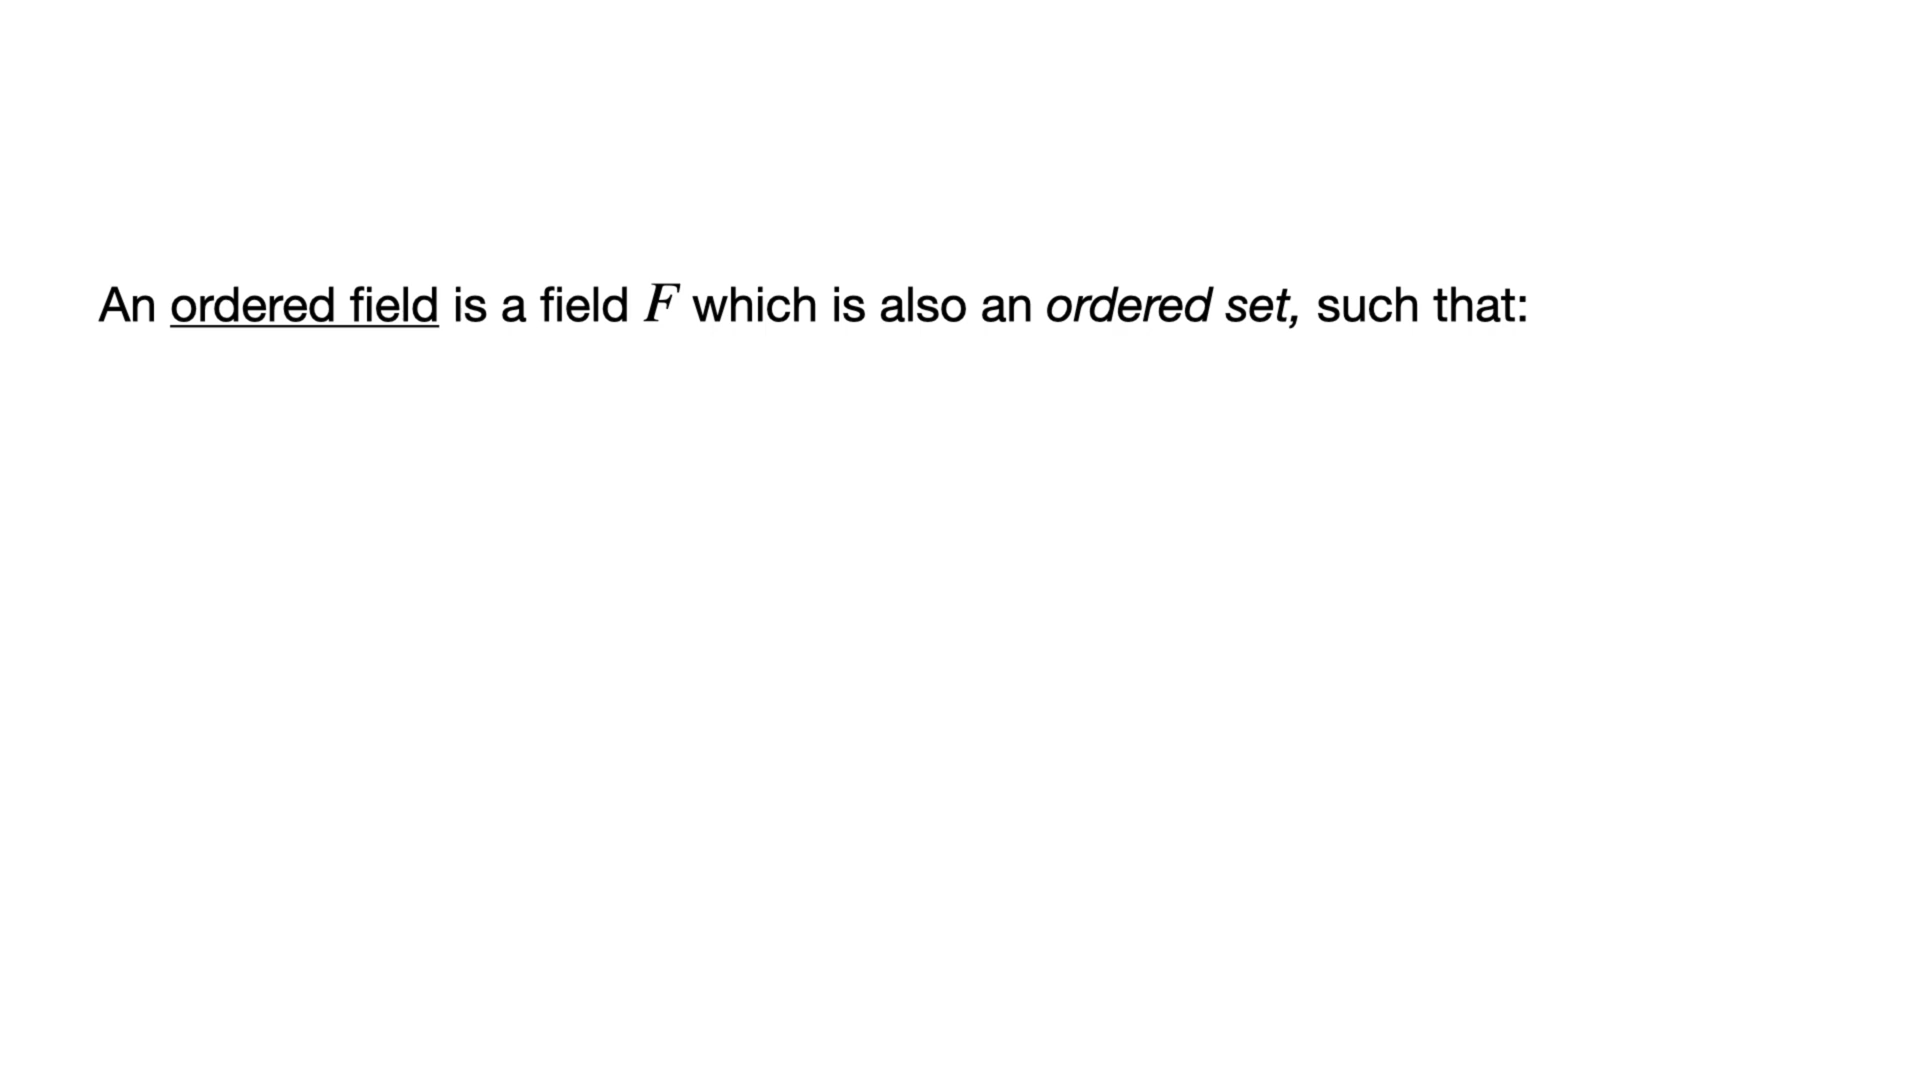 An ordered field is a field F which is also an ordered set, such that: